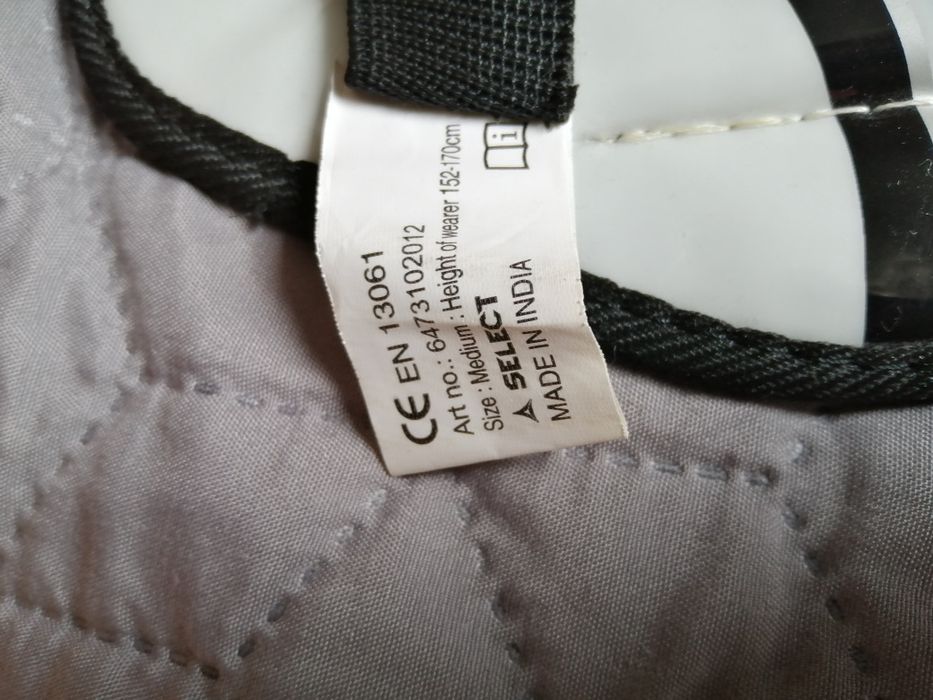 CE EN 13061
Art no.: 6473102012
Size : Medium : Height of wearer 152-170cm
SELECT
MADE IN INDIA
i